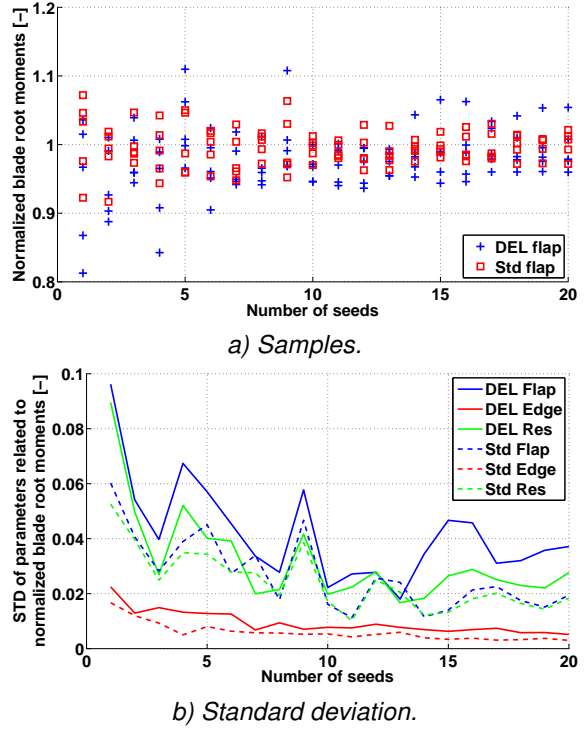 1.2
1.1
1
0.9
0.8
Normalized blade root moments [–]
DEL flap
Std flap
0 5 10 15 20
Number of seeds
a) Samples.
0.1
0.08
0.06
0.04
0.02
0
STD of parameters related to
normalized blade root moments [–]
DEL Flap
DEL Edge
DEL Res
Std Flap
Std Edge
Std Res
0 5 10 15 20
Number of seeds
b) Standard deviation.